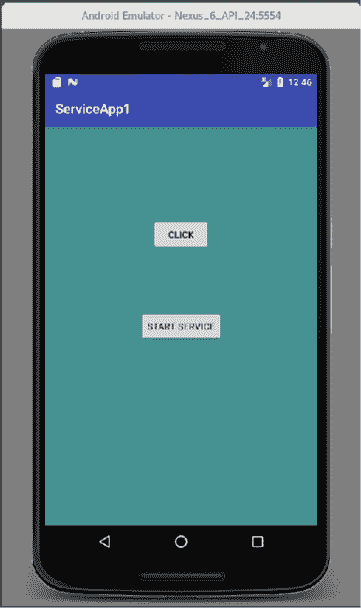 Android Emulator - Nexus_6_API_24:5554
12:46
ServiceApp1
CLICK
START SERVICE